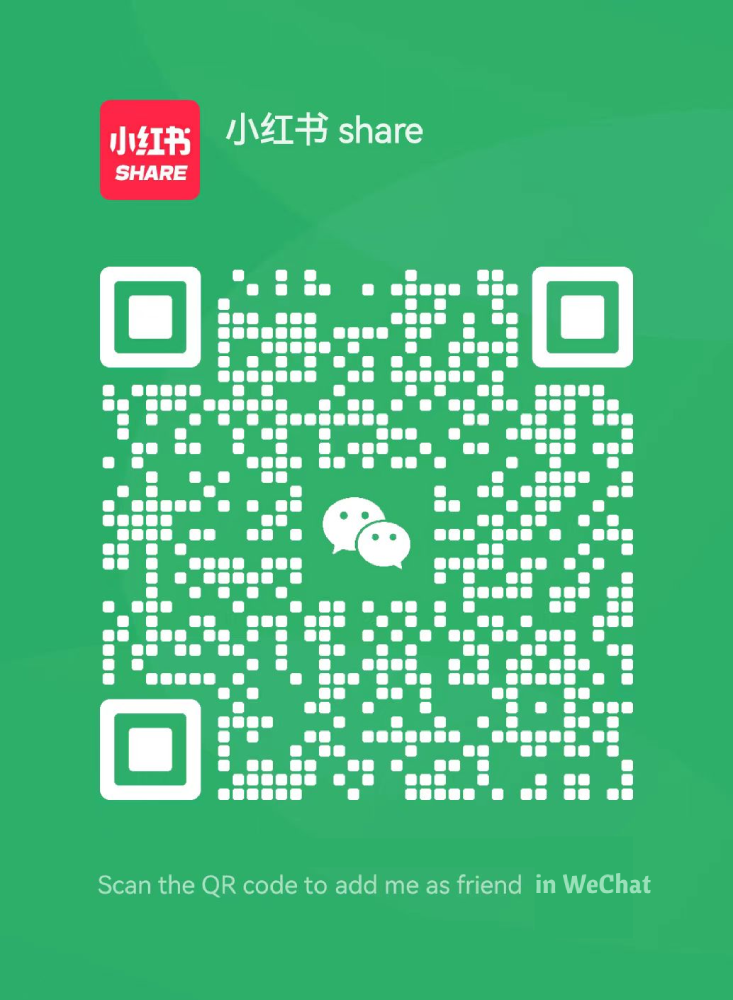 小红书
SHARE
小红书 share
Scan the QR code to add me as friend in WeChat